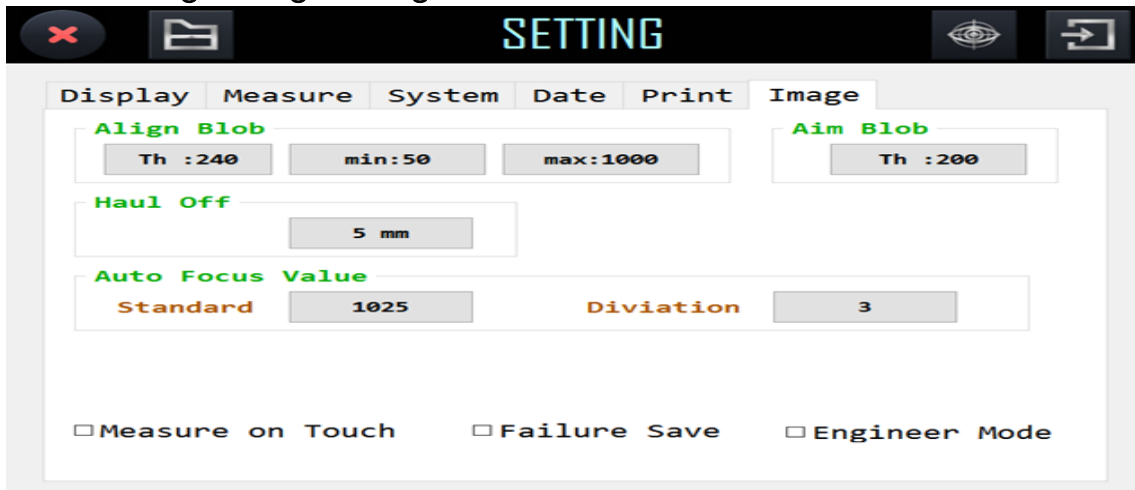 SETTING
Display Measure System Date Print Image
Align Blob Aim Blob
Th :240 min:50 max:1000 Th :200
Haul Off
5 mm
Auto Focus Value
Standard 1025 Diviation 3
Measure on Touch Failure Save Engineer Mode